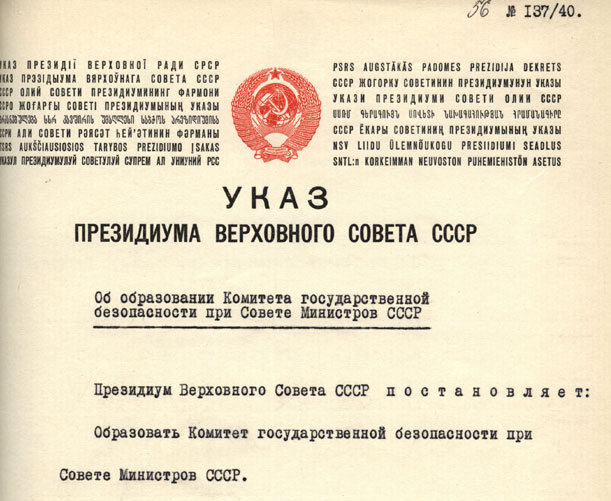 56 № 137/40.
УКАЗ ПРЕЗИДІЇ ВЕРХОВНОЇ РАДИ СРСР
УКАЗ ПРЭЗІДЫУМА ВЯРХОЎНАГА СОВЕТА СССР
СССР ОЛИЙ СОВЕТИ ПРЕЗИДИУМИНИНГ ФАРМОНИ
СССРО ЖОҒАРҒЫ СОВЕТІ ПРЕЗИДИУМЫНЫҢ УКАЗЫ
ССРИ АЛИ СОВЕТИ РӘЈАСӘТ ҺЕЈ'ӘТИНИН ФӘРМАНЫ
TSRS AUKŠČIAUSIOSIOS TARYBOS PREZIDIUMO ĮSAKAS
УКАЗУЛ ПРЕЗИДИУМУЛУЙ СОВЕТУЛУЙ СУПРЕМ АЛ УНИУНИЙ РСС
PSRS AUGSTĀKĀS PADOMES PREZIDIJA DEKRETS
СССР ЖОГОРКУ СОВЕТИНИН ПРЕЗИДИУМУНУН УКАЗЫ
УКАЗИ ПРЕЗИДИУМИ СОВЕТИ ОЛИИ СССР
СССР ЁКАРЫ СОВЕТИНИҢ ПРЕЗИДИУМЫНЫҢ УКАЗЫ
NSV LIIDU ÜLEMNÕUKOGU PRESIIDIUMI SEADLUS
SNTL:n KORKEIMMAN NEUVOSTON PUHEMIEHISTÖN ASETUS
УКАЗ
ПРЕЗИДИУМА ВЕРХОВНОГО СОВЕТА СССР
Об образовании Комитета государственной
безопасности при Совете Министров СССР
Президиум Верховного Совета СССР постановляет:
Образовать Комитет государственной безопасности при
Совете Министров СССР.